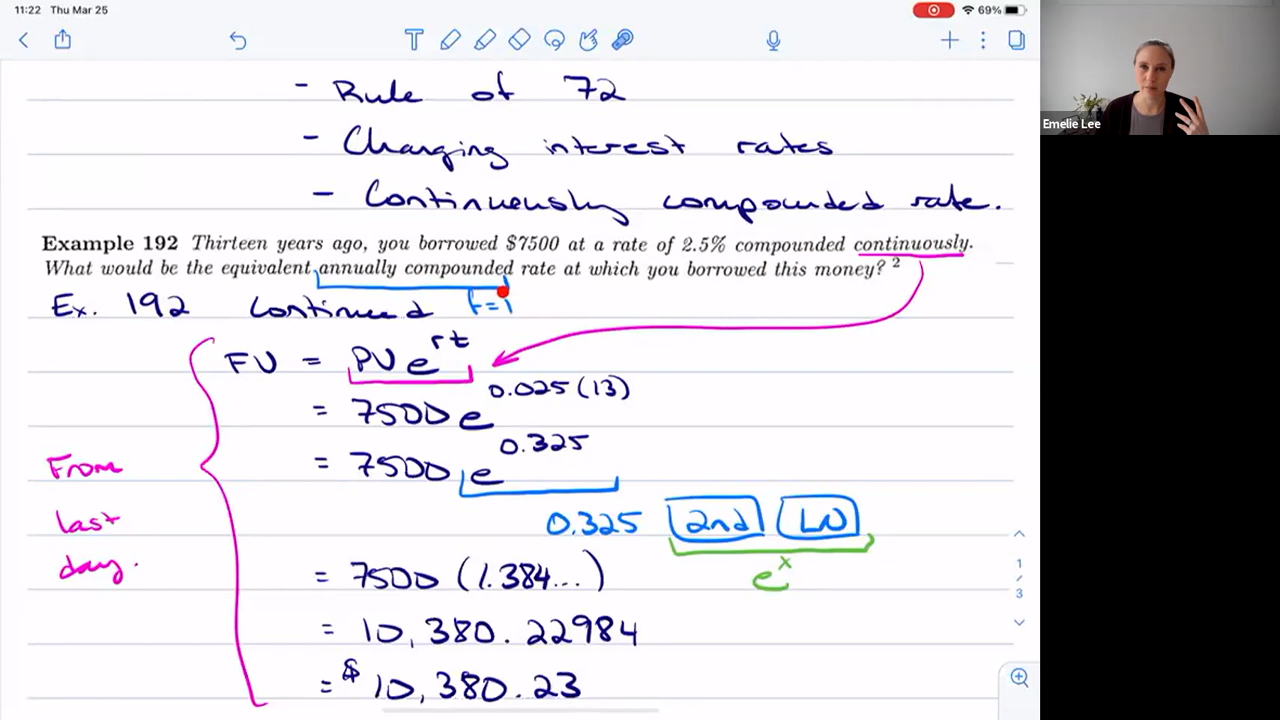 11:22 Thu Mar 25
69%
- Rule of 72
- Changing interest rates
- Continuously compounded rate.
Example 192 Thirteen years ago, you borrowed $7500 at a rate of 2.5% compounded continuously.
What would be the equivalent annually compounded rate at which you borrowed this money? 2
Ex. 192 Continued
t=1
FV = PV e^rt
= 7500 e^0.025(13)
= 7500 e^0.325
0.325 2nd LN
e^x
= 7500 (1.384...)
= 10,380.22984
= $10,380.23
From
last
day.
1
/
3
Emelie Lee